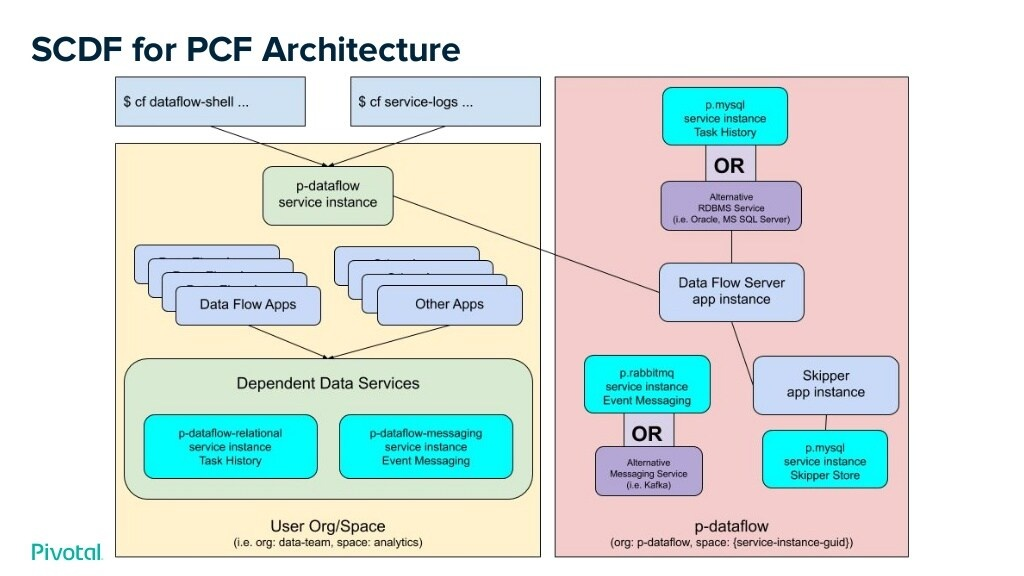 SCDF for PCF Architecture
$ cf dataflow-shell ...
$ cf service-logs ...
p-dataflow
service instance
Data Flow Apps
Other Apps
Dependent Data Services
p-dataflow-relational
service instance
Task History
p-dataflow-messaging
service instance
Event Messaging
User Org/Space
(i.e. org: data-team, space: analytics)
p.mysql
service instance
Task History
OR
Alternative
RDBMS Service
(i.e. Oracle, MS SQL Server)
Data Flow Server
app instance
p.rabbitmq
service instance
Event Messaging
OR
Alternative
Messaging Service
(i.e. Kafka)
Skipper
app instance
p.mysql
service instance
Skipper Store
p-dataflow
(org: p-dataflow, space: {service-instance-guid})
Pivotal